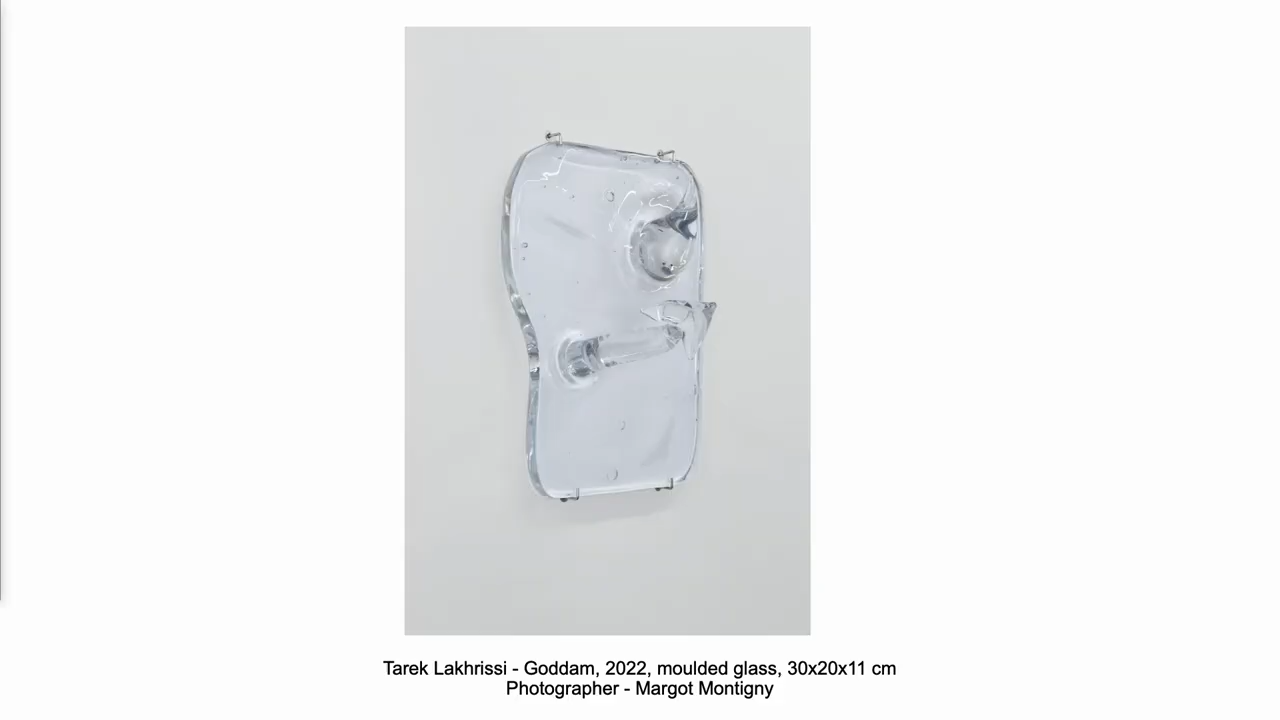 Tarek Lakhrissi - Goddam, 2022, moulded glass, 30x20x11 cm
Photographer - Margot Montigny